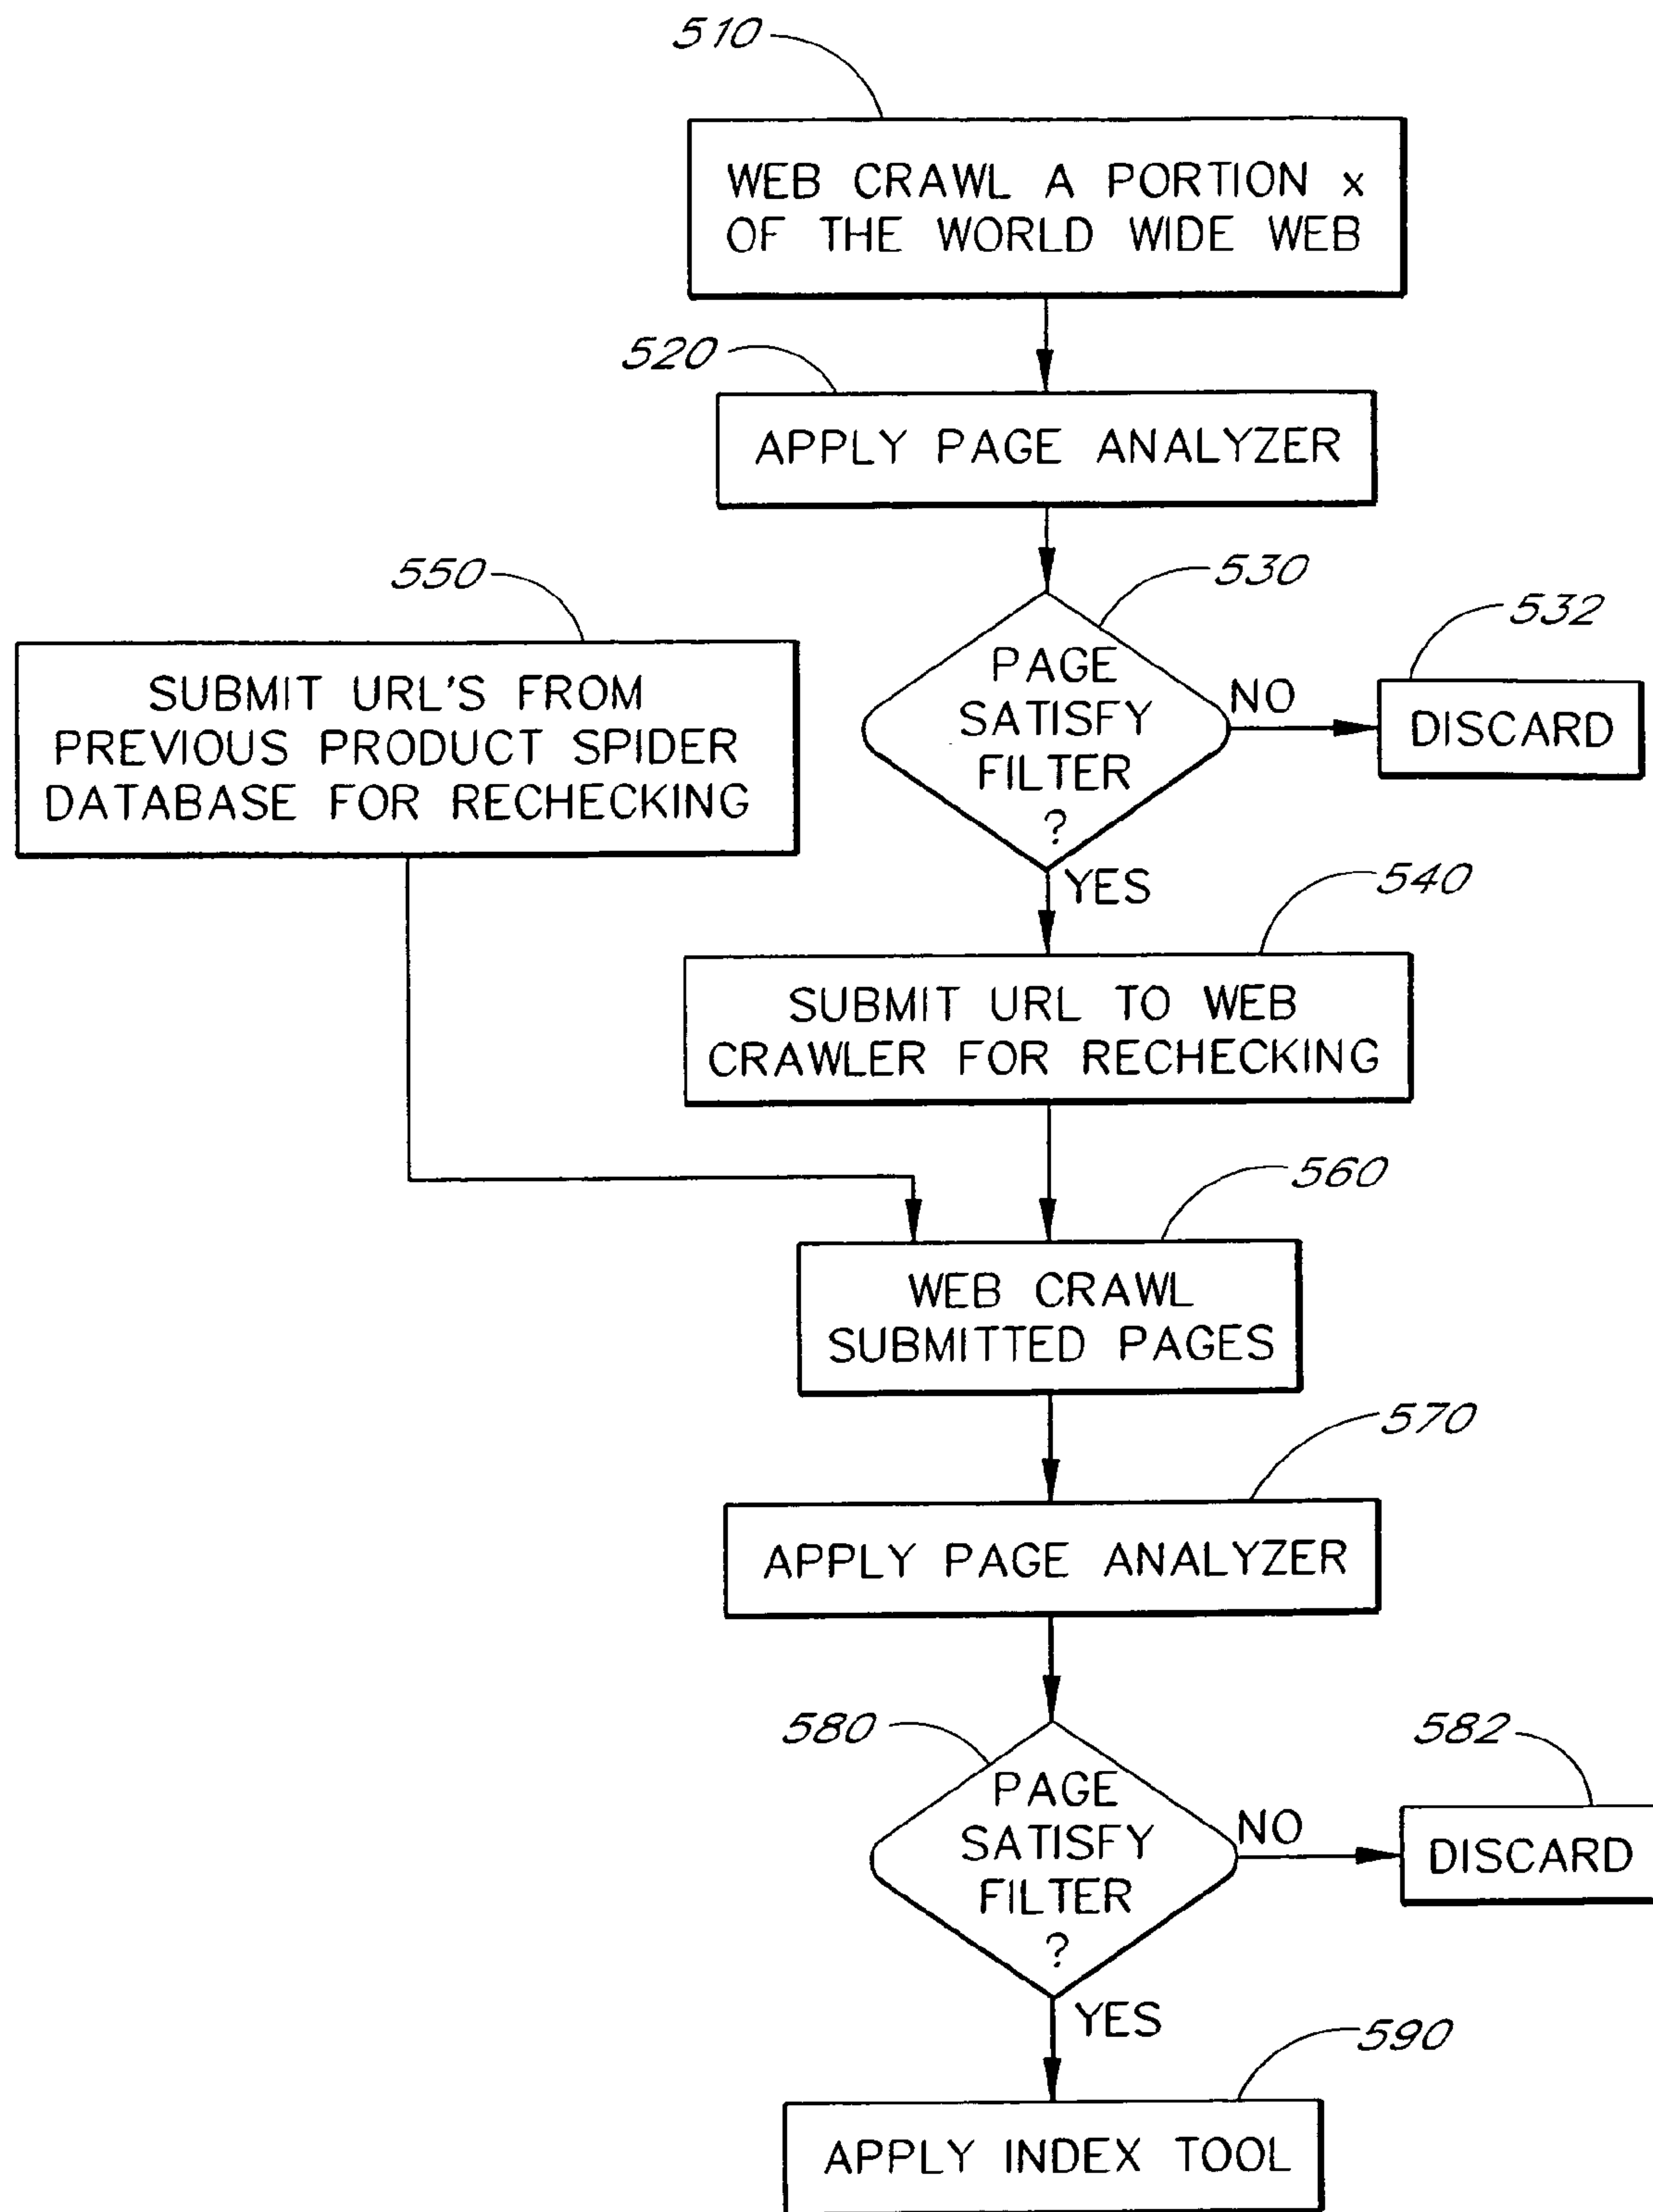 510
WEB CRAWL A PORTION x
OF THE WORLD WIDE WEB
520
APPLY PAGE ANALYZER
550
SUBMIT URL'S FROM
PREVIOUS PRODUCT SPIDER
DATABASE FOR RECHECKING
530
PAGE
SATISFY
FILTER
?
NO
532
DISCARD
YES
540
SUBMIT URL TO WEB
CRAWLER FOR RECHECKING
560
WEB CRAWL
SUBMITTED PAGES
570
APPLY PAGE ANALYZER
580
PAGE
SATISFY
FILTER
?
NO
582
DISCARD
YES
590
APPLY INDEX TOOL